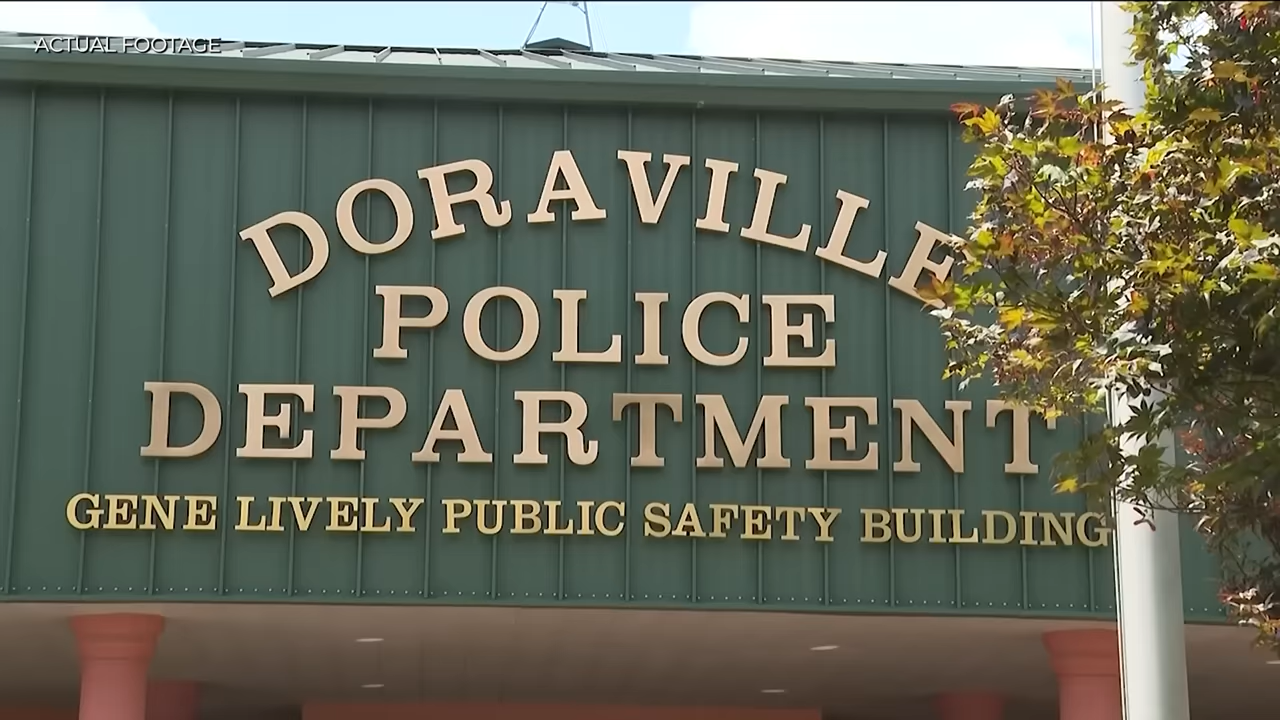 ACTUAL FOOTAGE
DORAVILLE
POLICE
DEPARTMENT
GENE LIVELY PUBLIC SAFETY BUILDING